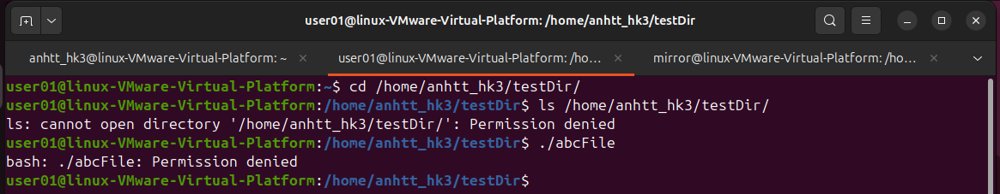 user01@linux-VMware-Virtual-Platform: /home/anhtt_hk3/testDir
anhtt_hk3@linux-VMware-Virtual-Platform: ~
user01@linux-VMware-Virtual-Platform: /ho...
mirror@linux-VMware-Virtual-Platform: /ho...
user01@linux-VMware-Virtual-Platform:~$ cd /home/anhtt_hk3/testDir/
user01@linux-VMware-Virtual-Platform:/home/anhtt_hk3/testDir$ ls /home/anhtt_hk3/testDir/
ls: cannot open directory '/home/anhtt_hk3/testDir/': Permission denied
user01@linux-VMware-Virtual-Platform:/home/anhtt_hk3/testDir$ ./abcFile
bash: ./abcFile: Permission denied
user01@linux-VMware-Virtual-Platform:/home/anhtt_hk3/testDir$